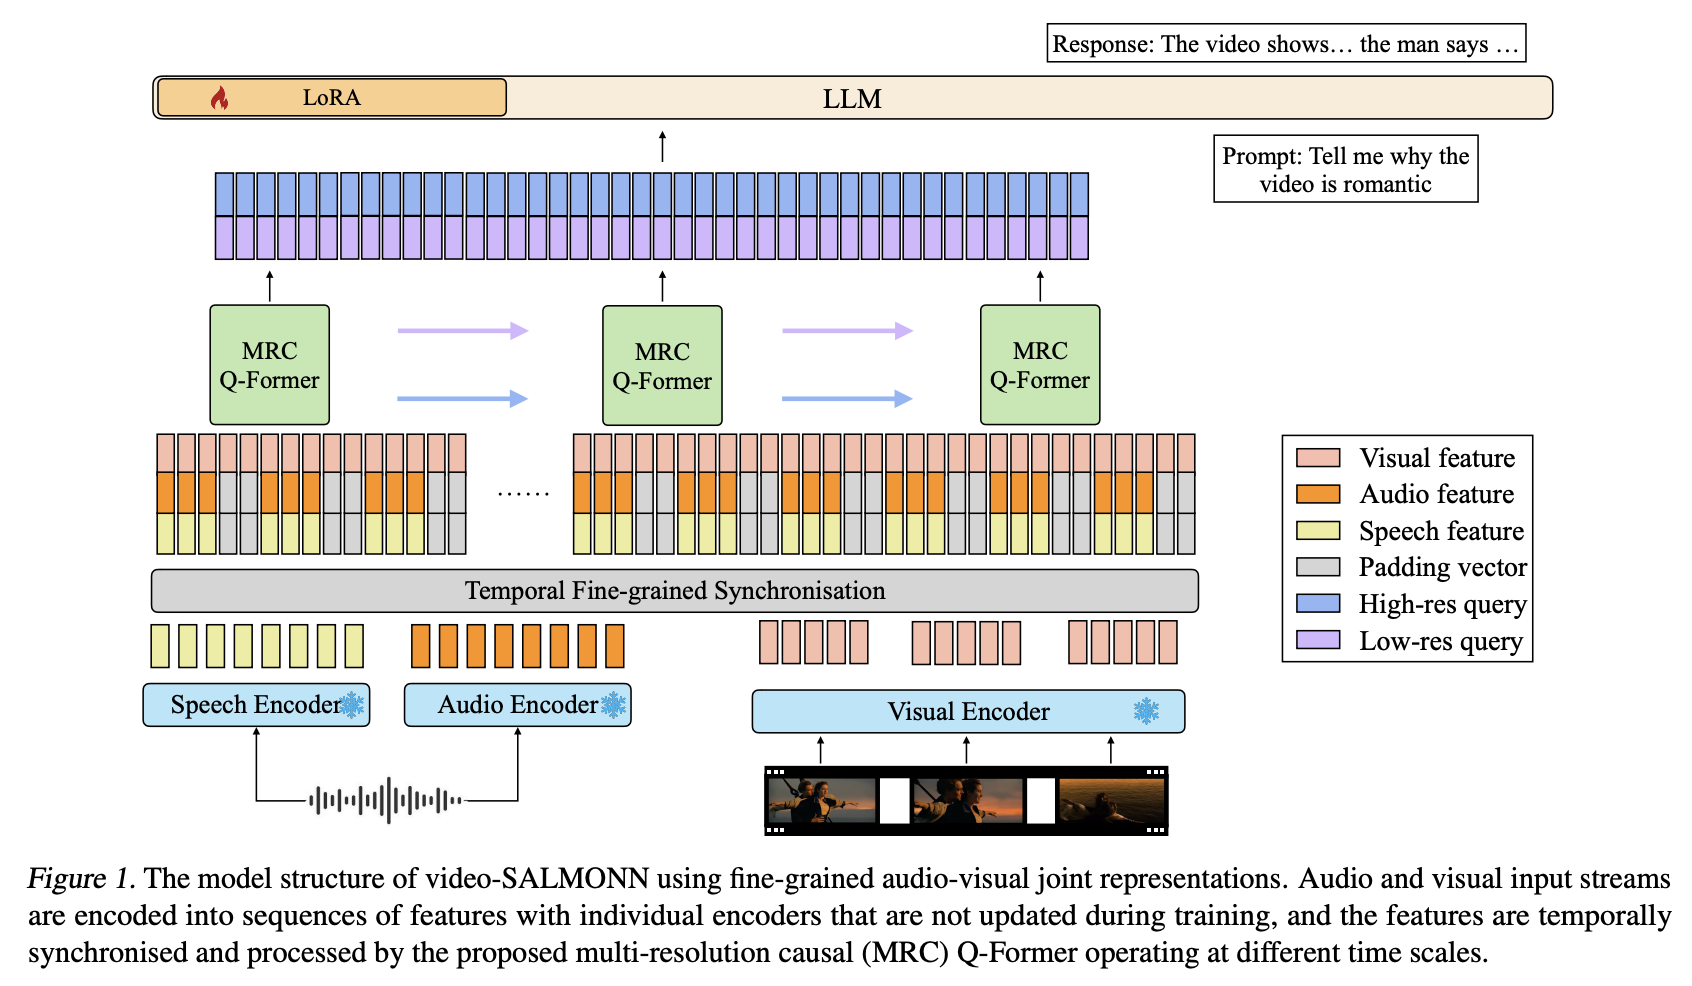 Response: The video shows… the man says …
LoRA
LLM
Prompt: Tell me why the
video is romantic
MRC
Q-Former
MRC
Q-Former
MRC
Q-Former
......
Visual feature
Audio feature
Speech feature
Padding vector
High-res query
Low-res query
Temporal Fine-grained Synchronisation
Speech Encoder
Audio Encoder
Visual Encoder
Figure 1. The model structure of video-SALMONN using fine-grained audio-visual joint representations. Audio and visual input streams
are encoded into sequences of features with individual encoders that are not updated during training, and the features are temporally
synchronised and processed by the proposed multi-resolution causal (MRC) Q-Former operating at different time scales.